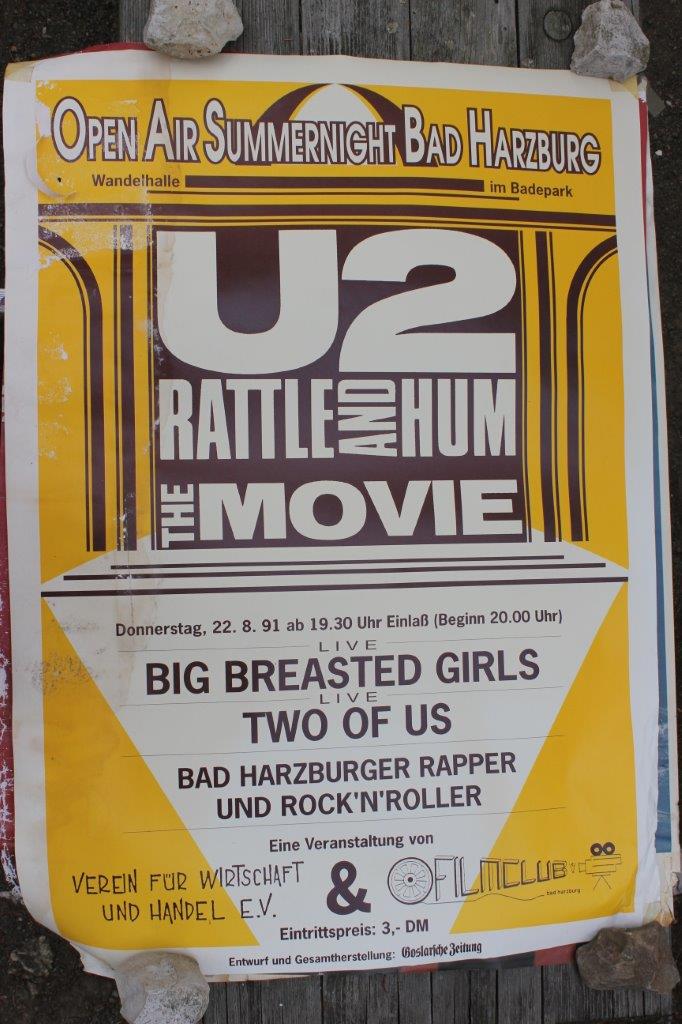 OPEN AIR SUMMERNIGHT BAD HARZBURG
Wandelhalle im Badepark
U2
RATTLE AND HUM
THE MOVIE
Donnerstag, 22. 8. 91 ab 19.30 Uhr Einlaß (Beginn 20.00 Uhr)
LIVE
BIG BREASTED GIRLS
LIVE
TWO OF US
BAD HARZBURGER RAPPER
UND ROCK'N'ROLLER
Eine Veranstaltung von
VEREIN FÜR WIRTSCHAFT
UND HANDEL E.V.
&
FILMCLUB
bad harzburg
Eintrittspreis: 3,- DM
Entwurf und Gesamtherstellung: Goslarsche Zeitung